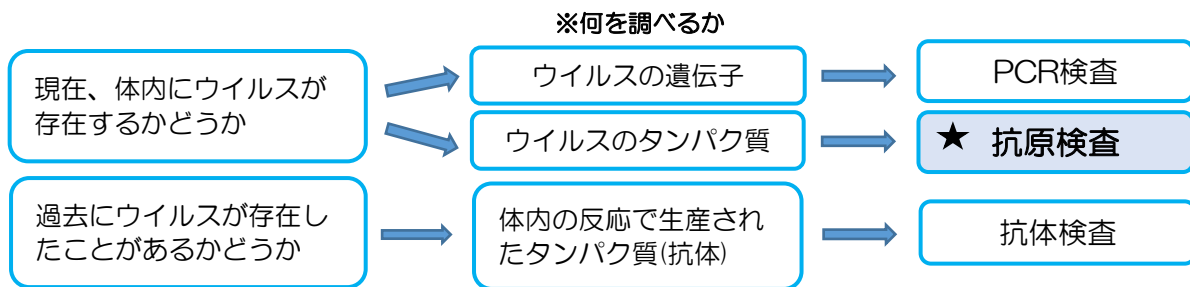 ※何を調べるか
現在、体内にウイルスが
存在するかどうか
ウイルスの遺伝子
PCR検査
ウイルスのタンパク質
★ 抗原検査
過去にウイルスが存在し
たことがあるかどうか
体内の反応で生産され
たタンパク質(抗体)
抗体検査